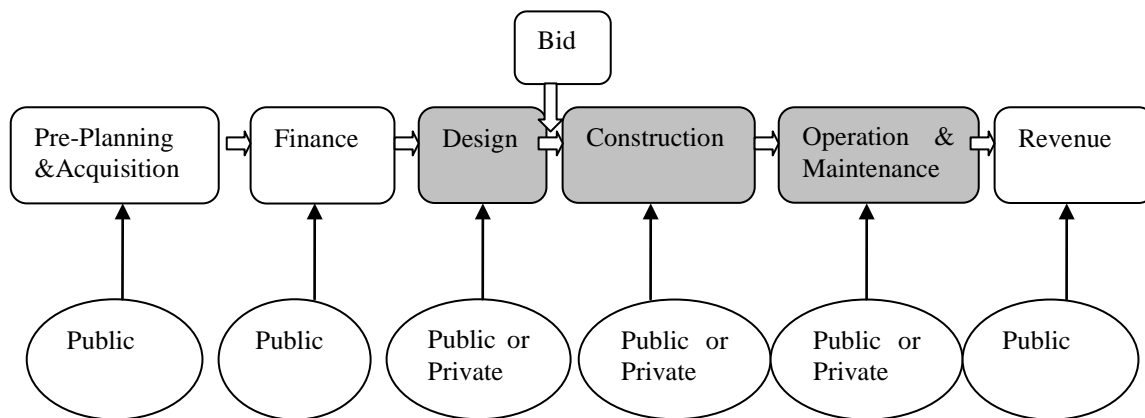 Bid
Pre-Planning
&Acquisition
Finance
Design
Construction
Operation &
Maintenance
Revenue
Public
Public
Public or
Private
Public or
Private
Public or
Private
Public